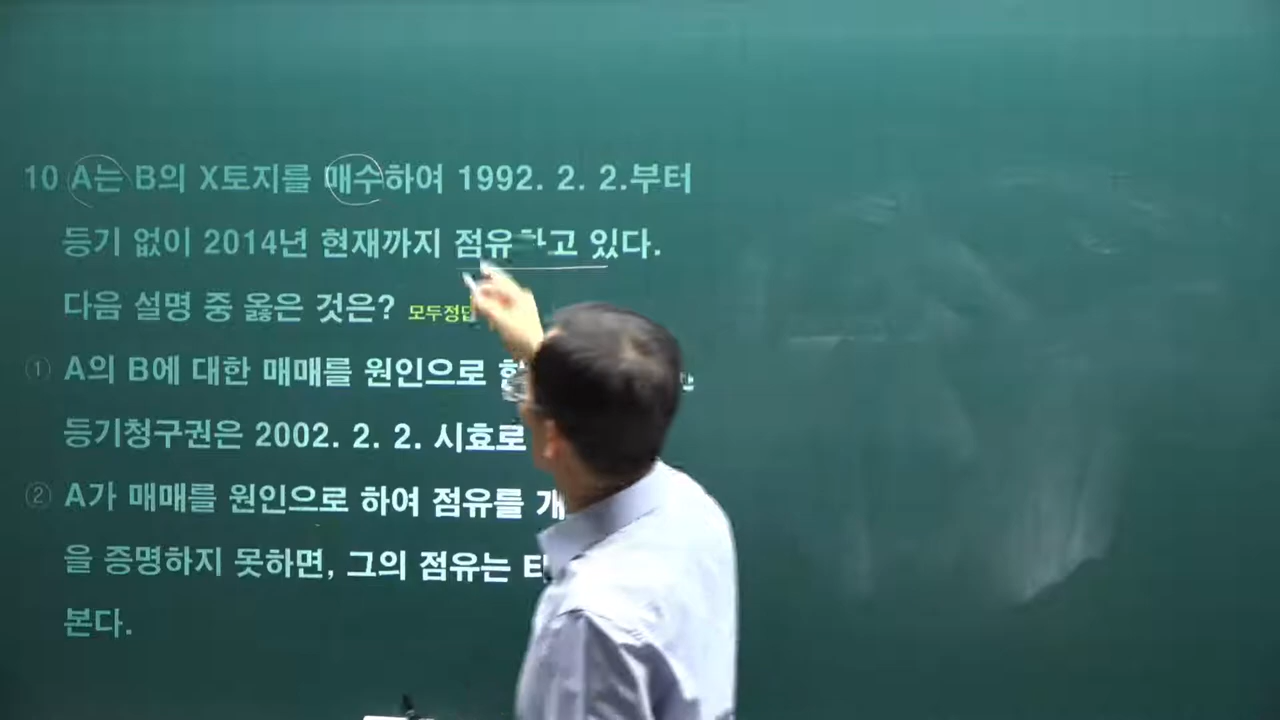 10 A는 B의 X토지를 매수하여 1992. 2. 2.부터
등기 없이 2014년 현재까지 점유하고 있다.
다음 설명 중 옳은 것은? 모두정답
① A의 B에 대한 매매를 원인으로
등기청구권은 2002. 2. 2. 시효로
② A가 매매를 원인으로 하여 점유를
을 증명하지 못하면, 그의 점유는
본다.